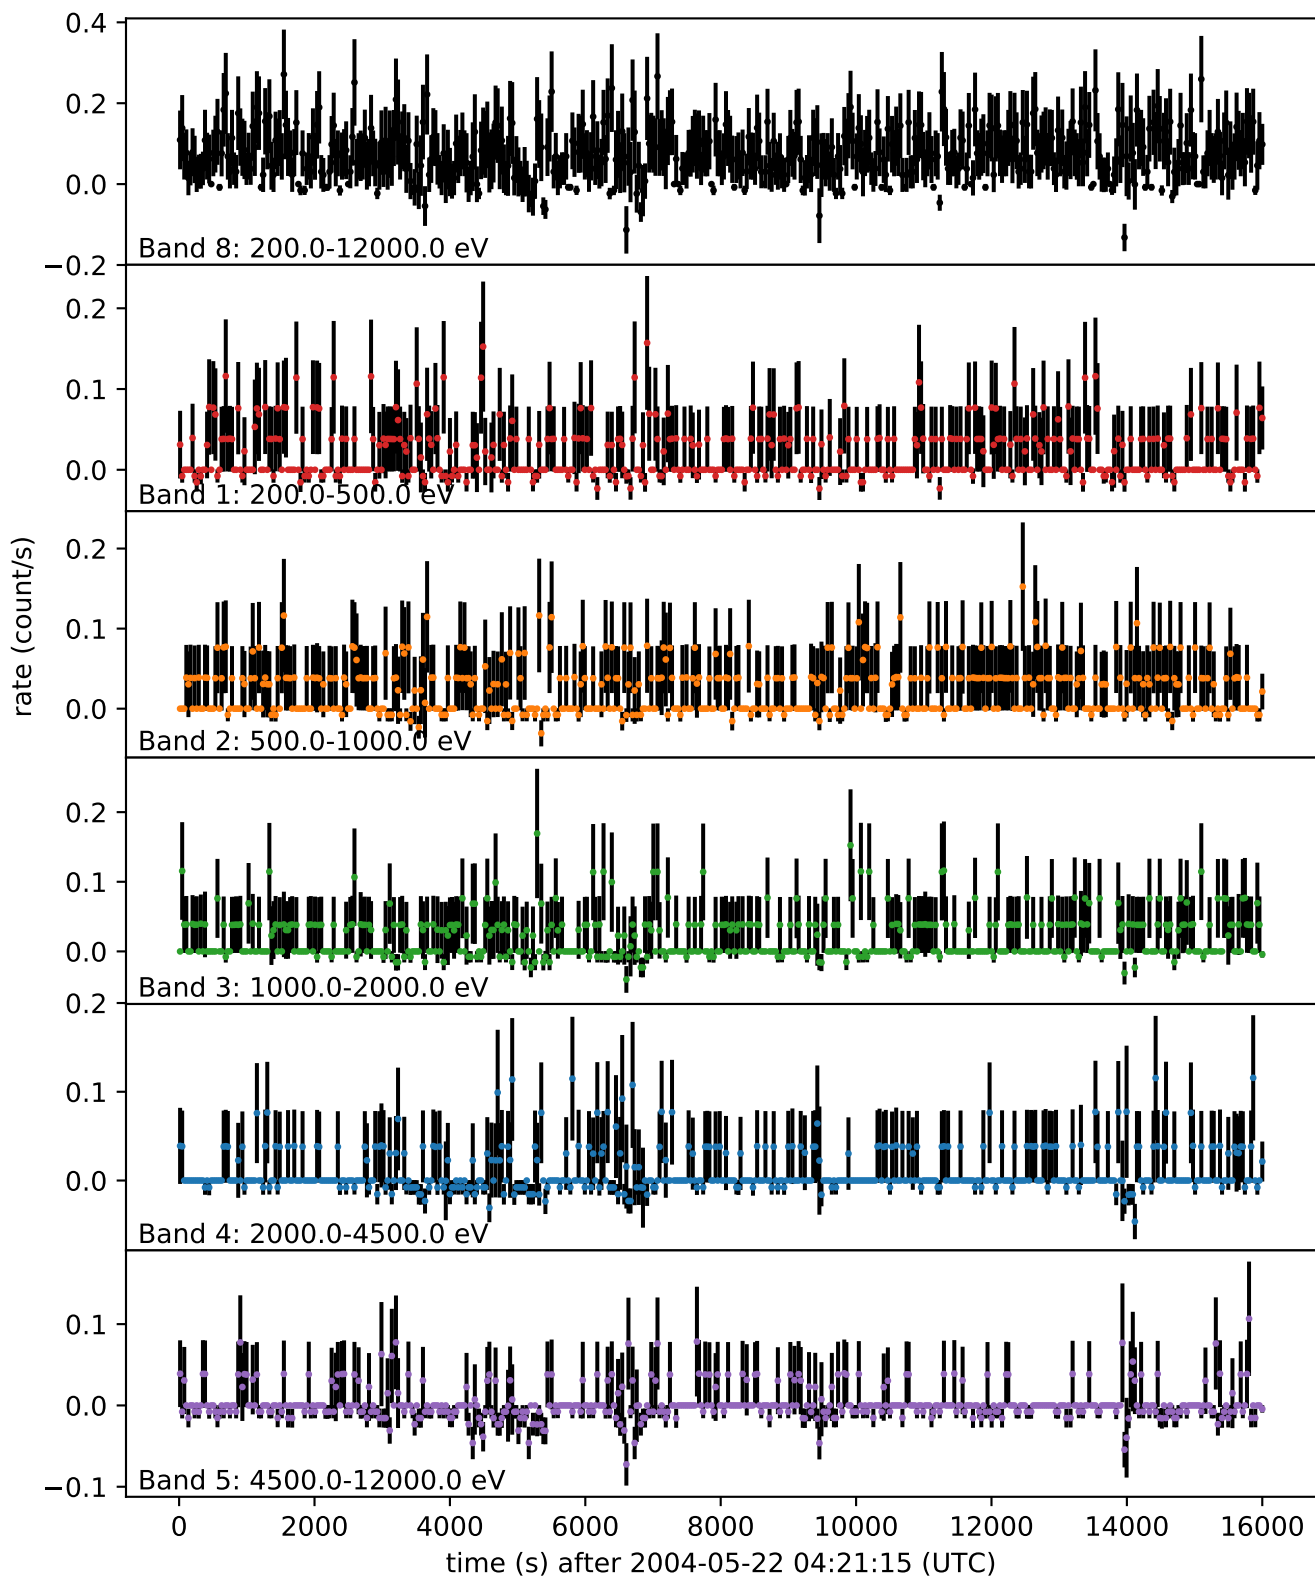 0.4
0.2
0.0
−0.2
Band 8: 200.0-12000.0 eV
0.2
0.1
0.0
Band 1: 200.0-500.0 eV
rate (count/s)
0.2
0.1
0.0
Band 2: 500.0-1000.0 eV
0.2
0.1
0.0
Band 3: 1000.0-2000.0 eV
0.2
0.1
0.0
Band 4: 2000.0-4500.0 eV
0.1
0.0
−0.1
Band 5: 4500.0-12000.0 eV
0 2000 4000 6000 8000 10000 12000 14000 16000
time (s) after 2004-05-22 04:21:15 (UTC)